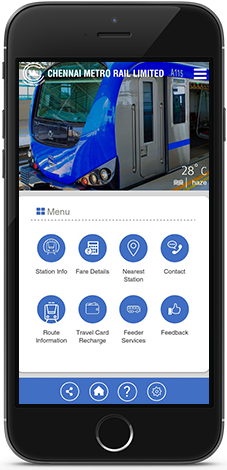 CHENNAI METRO RAIL LIMITED A115
28° C
haze
Menu
Station Info Fare Details Nearest Station Contact
Route Information Travel Card Recharge Feeder Services Feedback
?